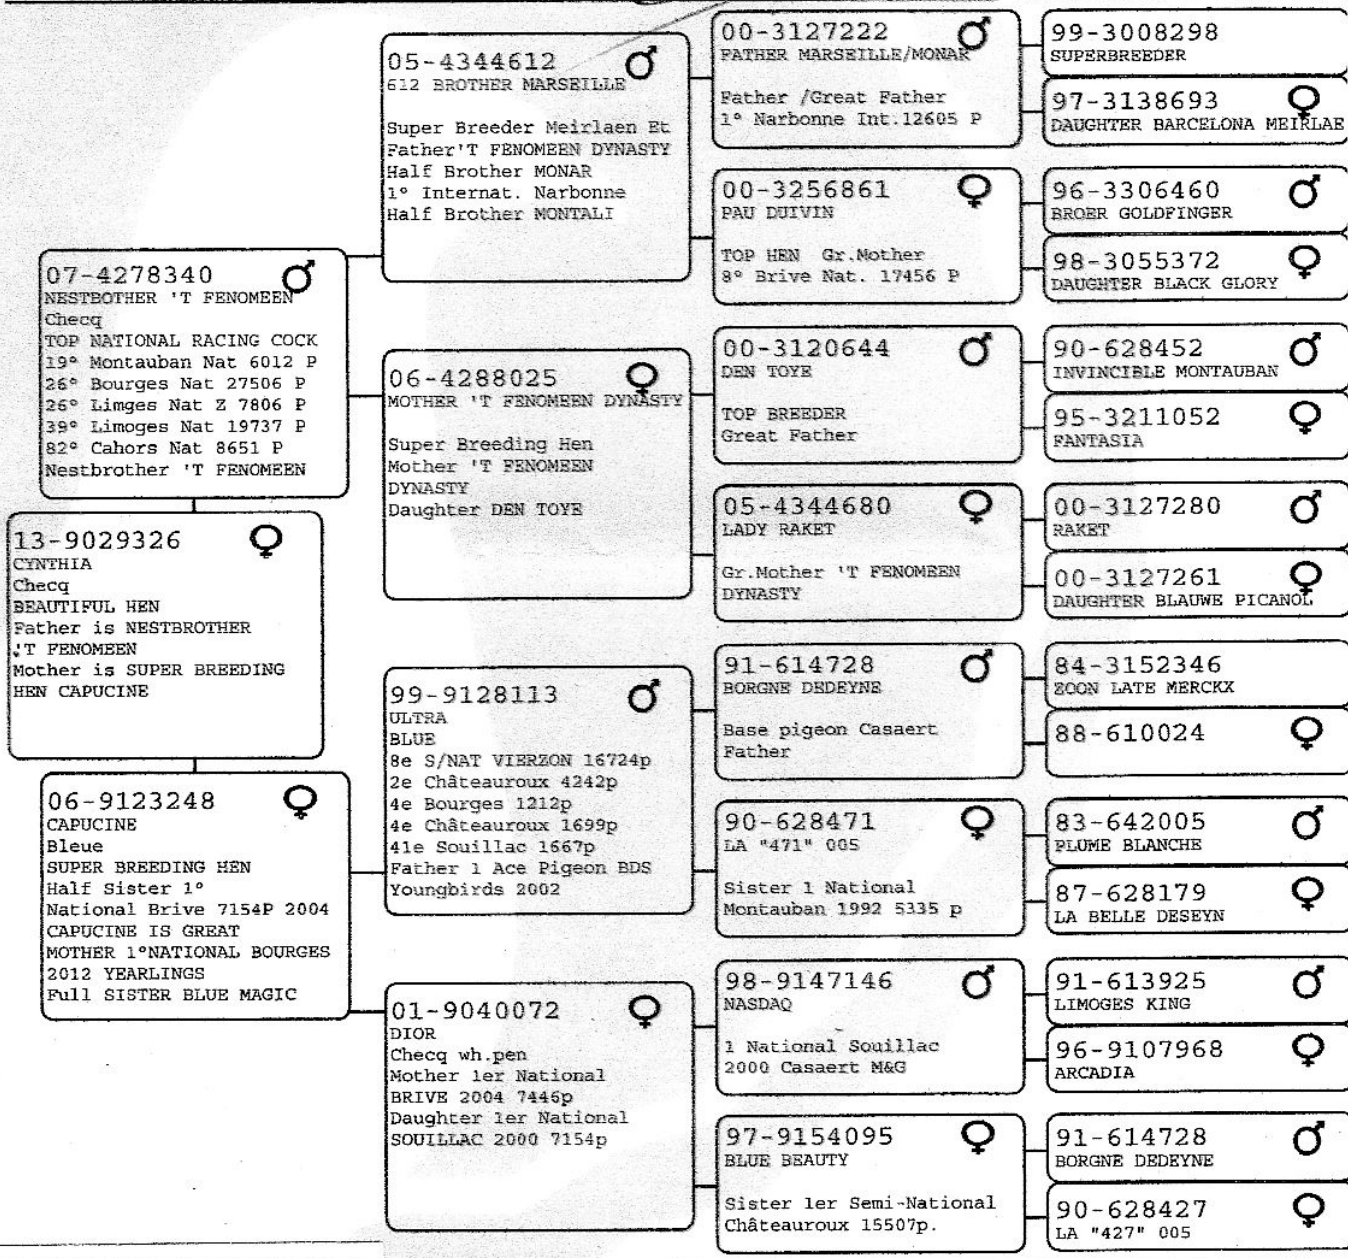 07-4278340 ♂
NESTBOTHER 'T FENOMEEN
Checq
TOP NATIONAL RACING COCK
19° Montauban Nat 6012 P
26° Bourges Nat 27506 P
26° Limges Nat Z 7806 P
39° Limoges Nat 19737 P
82° Cahors Nat 8651 P
Nestbrother 'T FENOMEEN
13-9029326 ♀
CYNTHIA
Checq
BEAUTIFUL HEN
Father is NESTBROTHER
'T FENOMEEN
Mother is SUPER BREEDING
HEN CAPUCINE
06-9123248 ♀
CAPUCINE
Bleue
SUPER BREEDING HEN
Half Sister 1°
National Brive 7154P 2004
CAPUCINE IS GREAT
MOTHER 1°NATIONAL BOURGES
2012 YEARLINGS
Full SISTER BLUE MAGIC
05-4344612 ♂
612 BROTHER MARSEILLE
Super Breeder Meirlaen Et
Father'T FENOMEEN DYNASTY
Half Brother MONAR
1° Internat. Narbonne
Half Brother MONTALI
06-4288025 ♀
MOTHER 'T FENOMEEN DYNASTY
Super Breeding Hen
Mother 'T FENOMEEN
DYNASTY
Daughter DEN TOYE
99-9128113 ♂
ULTRA
BLUE
8e S/NAT VIERZON 16724p
2e Châteauroux 4242p
4e Bourges 1212p
4e Châteauroux 1699p
41e Souillac 1667p
Father 1 Ace Pigeon BDS
Youngbirds 2002
01-9040072 ♀
DIOR
Checq wh.pen
Mother 1er National
BRIVE 2004 7446p
Daughter 1er National
SOUILLAC 2000 7154p
00-3127222 ♂
FATHER MARSEILLE/MONAR
Father /Great Father
1° Narbonne Int.12605 P
00-3256861 ♀
PAU DUIVIN
TOP HEN Gr.Mother
8° Brive Nat. 17456 P
00-3120644 ♂
DEN TOYE
TOP BREEDER
Great Father
05-4344680 ♀
LADY RAKET
Gr.Mother 'T FENOMEEN
DYNASTY
91-614728 ♂
BORGNE DEDEYNE
Base pigeon Casaert
Father
90-628471 ♀
LA "471" 005
Sister 1 National
Montauban 1992 5335 p
98-9147146 ♂
NASDAQ
1 National Souillac
2000 Casaert M&G
97-9154095 ♀
BLUE BEAUTY
Sister 1er Semi-National
Châteauroux 15507p.
99-3008298
SUPERBREEDER
97-3138693 ♀
DAUGHTER BARCELONA MEIRLAE
96-3306460 ♂
BROER GOLDFINGER
98-3055372 ♀
DAUGHTER BLACK GLORY
90-628452 ♂
INVINCIBLE MONTAUBAN
95-3211052 ♀
FANTASIA
00-3127280 ♂
RAKET
00-3127261 ♀
DAUGHTER BLAUWE PICANOL
84-3152346
ZOON LATE MERCKX
88-610024 ♀
83-642005 ♂
PLUME BLANCHE
87-628179 ♀
LA BELLE DESEYN
91-613925 ♂
LIMOGES KING
96-9107968 ♀
ARCADIA
91-614728 ♂
BORGNE DEDEYNE
90-628427 ♀
LA "427" 005